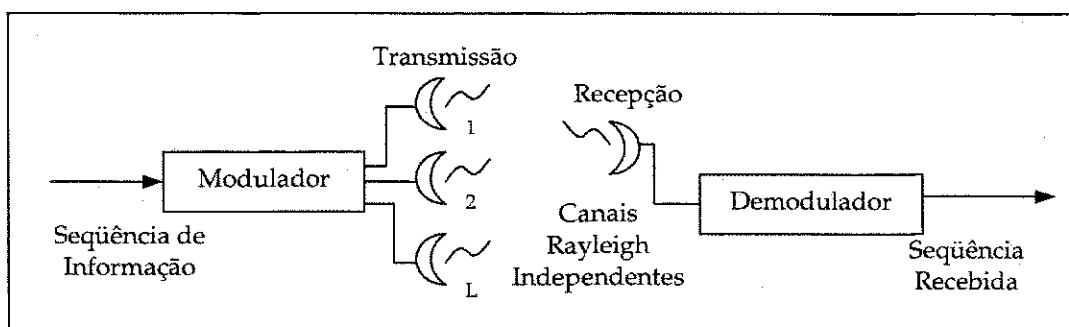 Transmissão
1
2
L
Modulador
Seqüência de
Informação
Recepção
Canais
Rayleigh
Independentes
Demodulador
Seqüência
Recebida